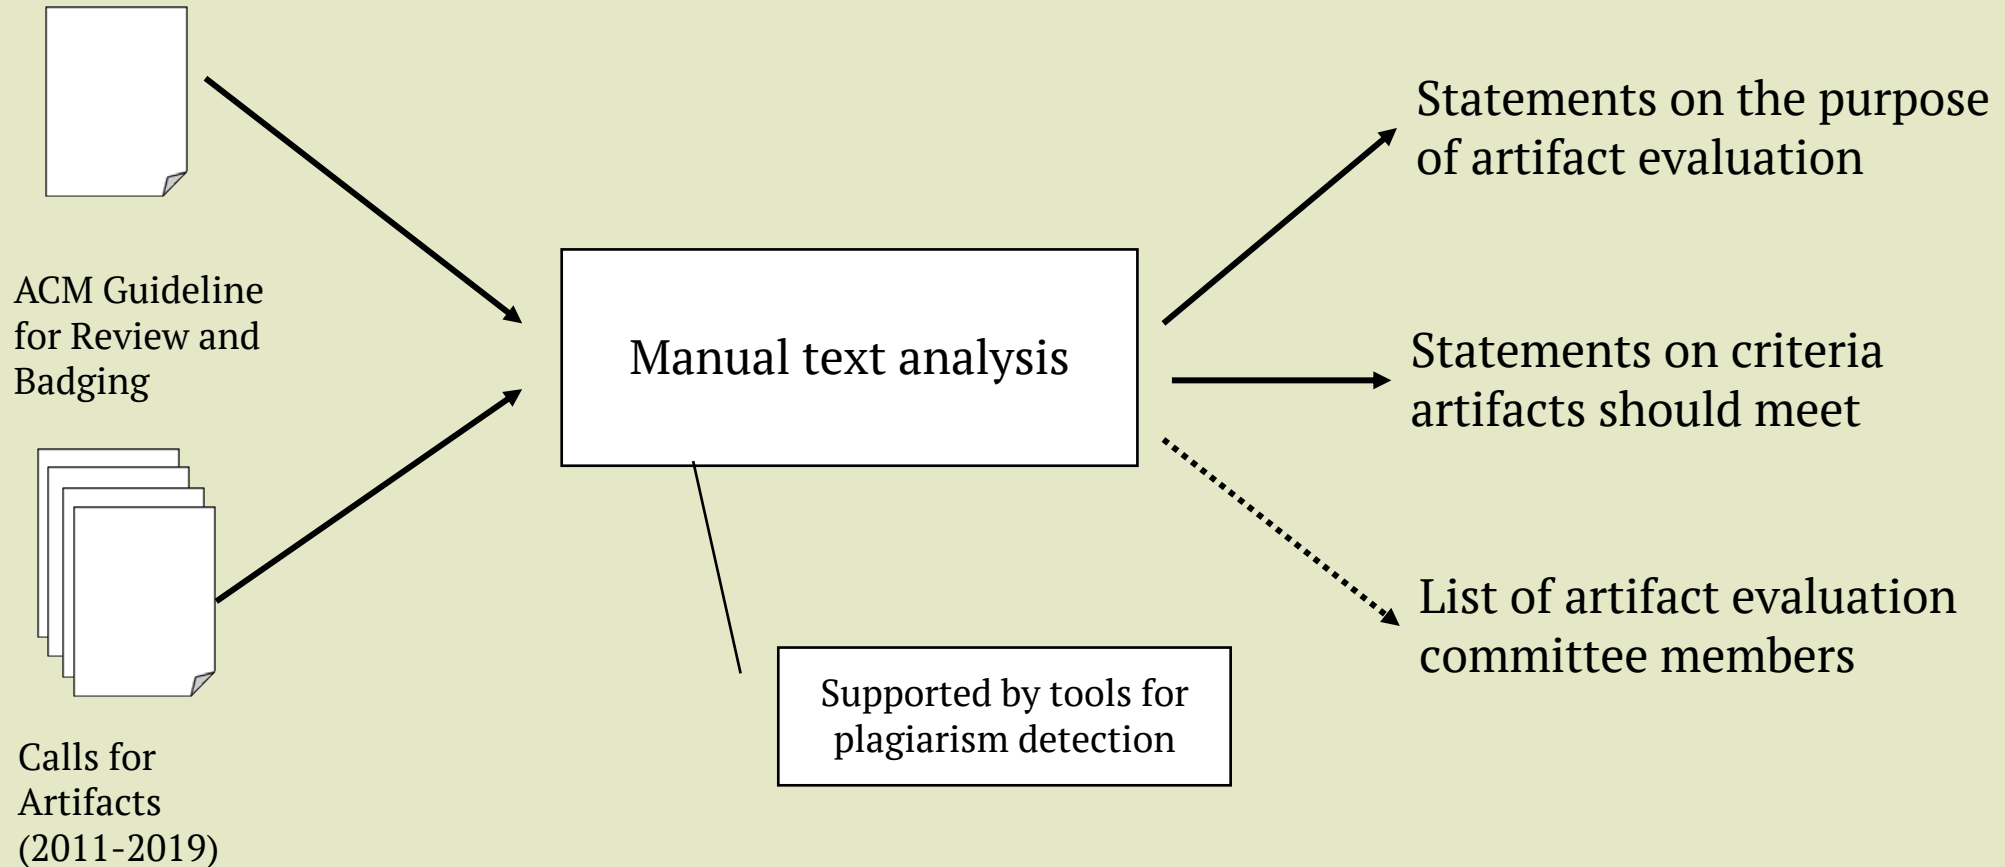 ACM Guideline
for Review and
Badging
Calls for
Artifacts
(2011-2019)
Manual text analysis
Supported by tools for
plagiarism detection
Statements on the purpose
of artifact evaluation
Statements on criteria
artifacts should meet
List of artifact evaluation
committee members